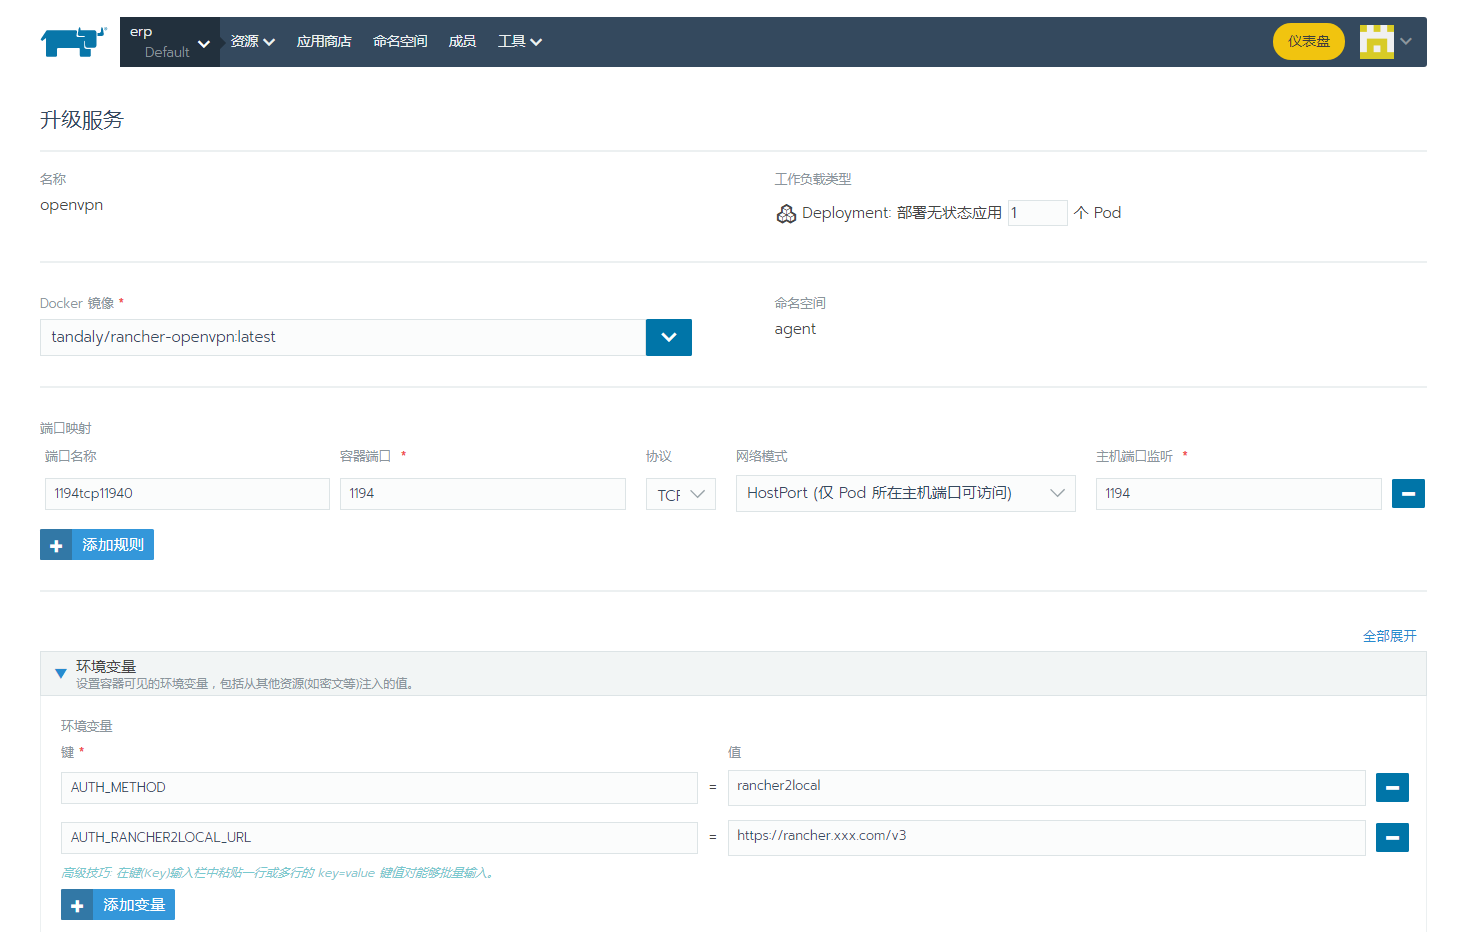 erp
Default
资源 应用商店 命名空间 成员 工具
仪表盘
升级服务
名称
openvpn
工作负载类型
Deployment: 部署无状态应用 1 个 Pod
Docker 镜像 *
tandaly/rancher-openvpn:latest
命名空间
agent
端口映射
端口名称 容器端口 * 协议 网络模式 主机端口监听 *
1194tcp11940 1194 TCP HostPort (仅 Pod 所在主机端口可访问) 1194
添加规则
全部展开
环境变量
设置容器可见的环境变量，包括从其他资源(如密文等)注入的值。
环境变量
键 * 值
AUTH_METHOD = rancher2local
AUTH_RANCHER2LOCAL_URL = https://rancher.xxx.com/v3
高级技巧: 在键(Key)输入栏中粘贴一行或多行的 key=value 键值对能够批量输入。
添加变量